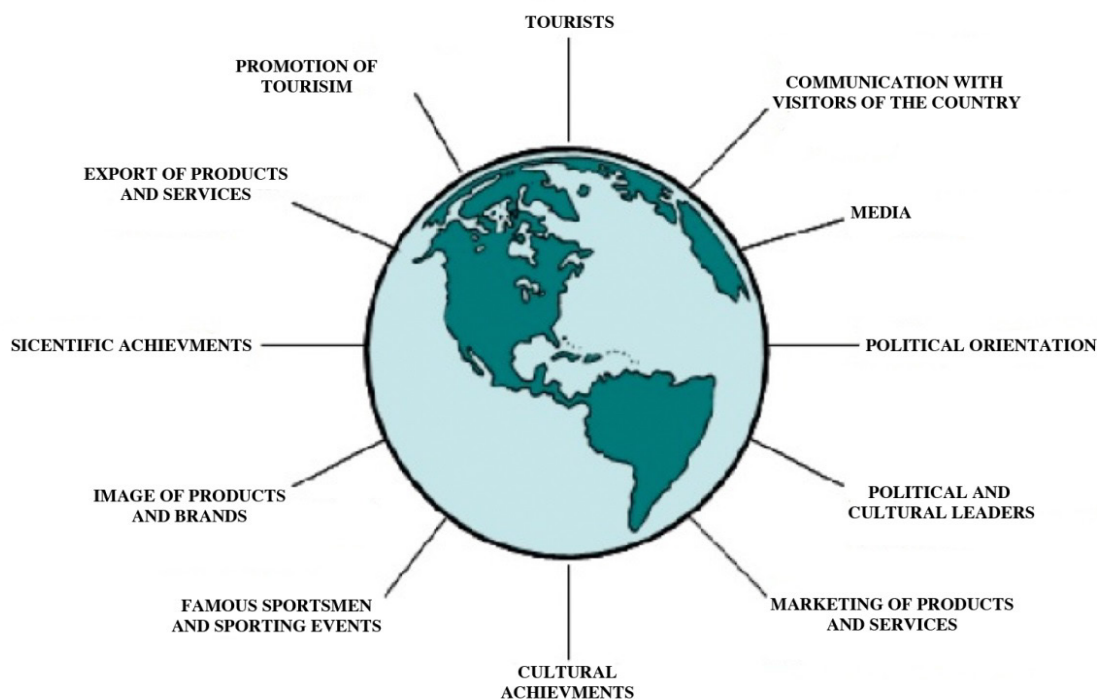 TOURISTS
PROMOTION OF
TOURISIM
COMMUNICATION WITH
VISITORS OF THE COUNTRY
EXPORT OF PRODUCTS
AND SERVICES
MEDIA
SICENTIFIC ACHIEVMENTS
POLITICAL ORIENTATION
IMAGE OF PRODUCTS
AND BRANDS
POLITICAL AND
CULTURAL LEADERS
FAMOUS SPORTSMEN
AND SPORTING EVENTS
MARKETING OF PRODUCTS
AND SERVICES
CULTURAL
ACHIEVMENTS